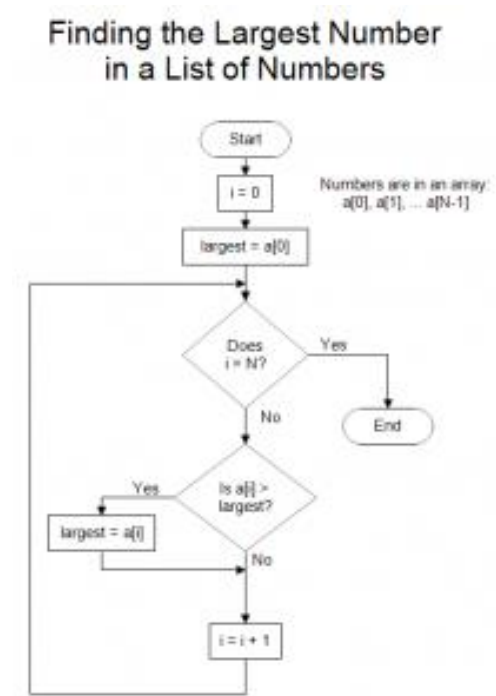 Finding the Largest Number
in a List of Numbers
Start
i = 0
Numbers are in an array:
a[0], a[1], ... a[N-1]
largest = a[0]
Does
i = N?
Yes
End
No
Is a[i] >
largest?
Yes
largest = a[i]
No
i = i + 1